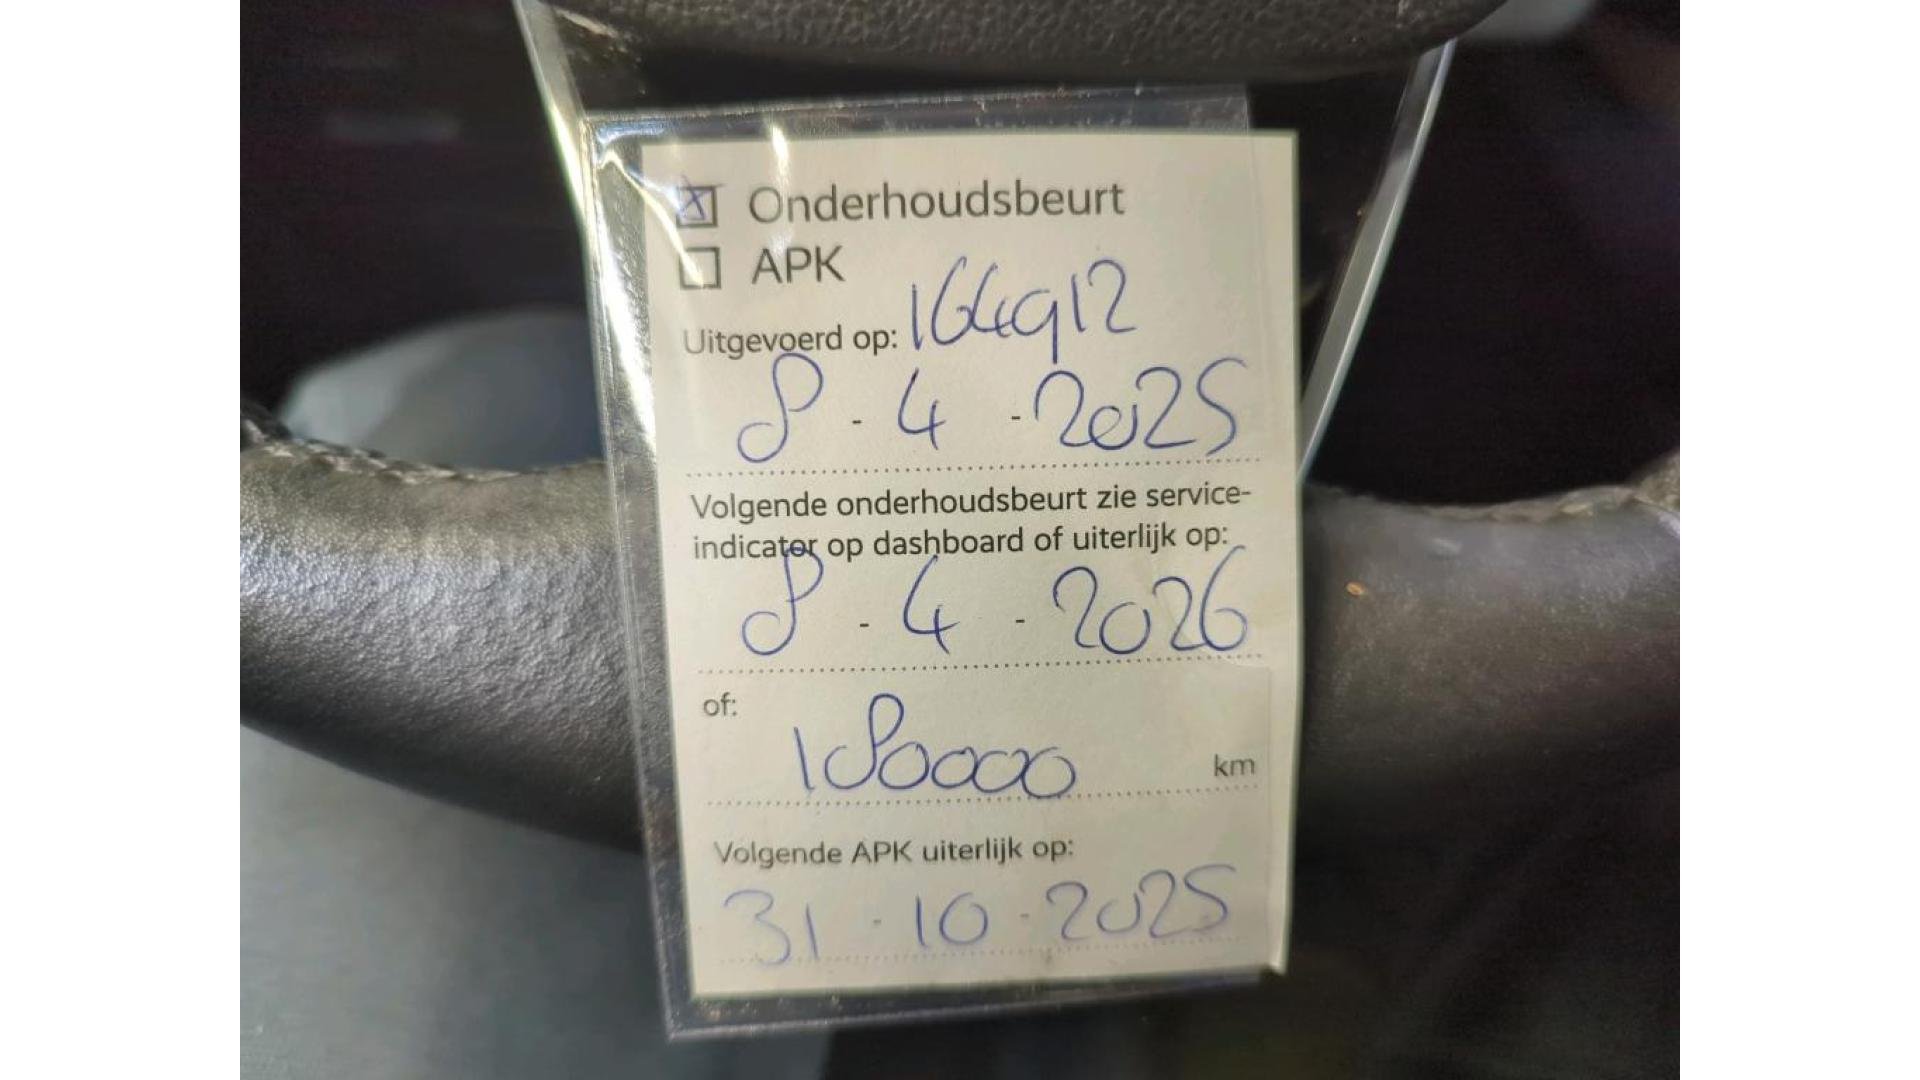 ☒ Onderhoudsbeurt
☐ APK
Uitgevoerd op: 164912
8 - 4 - 2025
Volgende onderhoudsbeurt zie service-
indicator op dashboard of uiterlijk op:
8 - 4 - 2026
of:
180000 km
Volgende APK uiterlijk op:
31 - 10 - 2025